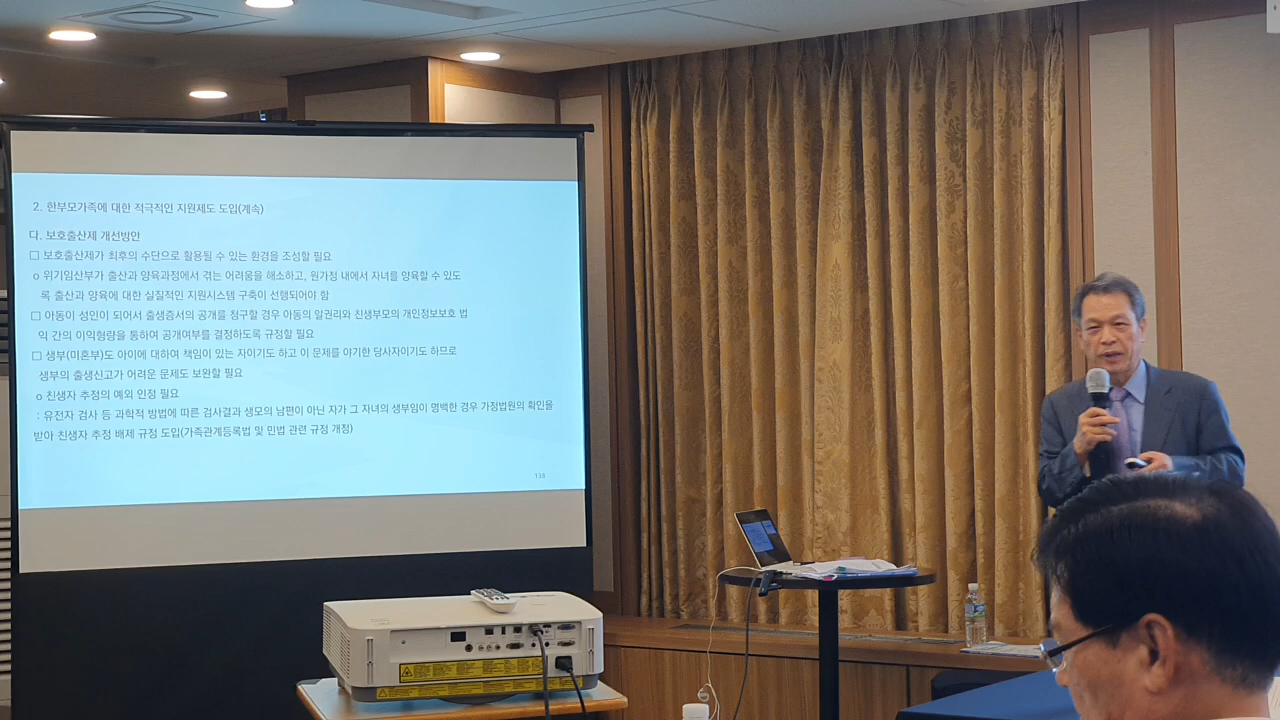 2. 한부모가족에 대한 적극적인 지원제도 도입(계속)
다. 보호출산제 개선방안
□ 보호출산제가 최후의 수단으로 활용될 수 있는 환경을 조성할 필요
o 위기임산부가 출산과 양육과정에서 겪는 어려움을 해소하고, 원가정 내에서 자녀를 양육할 수 있도
록 출산과 양육에 대한 실질적인 지원시스템 구축이 선행되어야 함
□ 아동이 성인이 되어서 출생증서의 공개를 청구할 경우 아동의 알권리와 친생부모의 개인정보보호 법
익 간의 이익형량을 통하여 공개여부를 결정하도록 규정할 필요
□ 생부(미혼부)도 아이에 대하여 책임이 있는 자이기도 하고 이 문제를 야기한 당사자이기도 하므로
생부의 출생신고가 어려운 문제도 보완할 필요
o 친생자 추정의 예외 인정 필요
: 유전자 검사 등 과학적 방법에 따른 검사결과 생모의 남편이 아닌 자가 그 자녀의 생부임이 명백한 경우 가정법원의 확인을
받아 친생자 추정 배제 규정 도입(가족관계등록법 및 민법 관련 규정 개정)
138